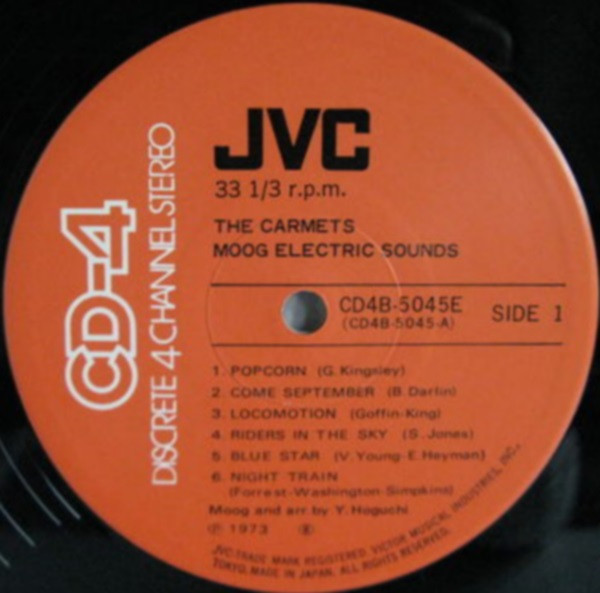 CD-4
DISCRETE 4 CHANNEL STEREO
JVC
33 1/3 r.p.m.
THE CARMETS
MOOG ELECTRIC SOUNDS
CD4B-5045E
(CD4B-5045-A)
SIDE 1
1. POPCORN (G. Kingsley)
2. COME SEPTEMBER (B. Darlin)
3. LOCOMOTION (Goffin-King)
4. RIDERS IN THE SKY (S. Jones)
5. BLUE STAR (V. Young-E. Heyman)
6. NIGHT TRAIN
(Forrest-Washington-Simpkins)
Moog and arr by Y. Hoguchi
Ⓟ 1973
JVC-TRADE MARK REGISTERED. VICTOR MUSICAL INDUSTRIES, INC.,
TOKYO. MADE IN JAPAN. ALL RIGHTS RESERVED.